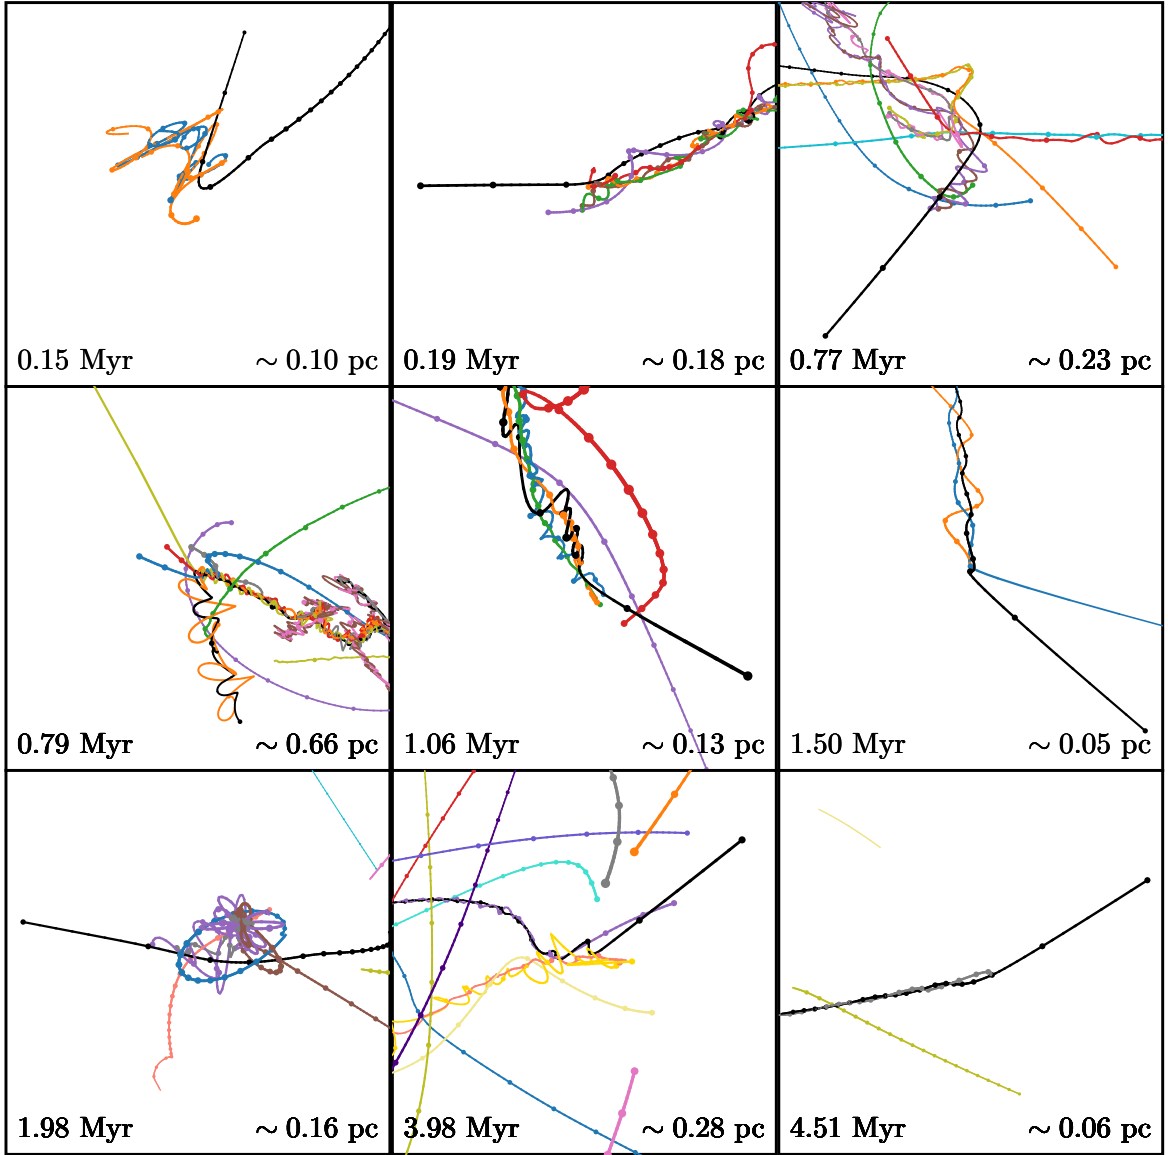 0.15 Myr ∼ 0.10 pc
0.19 Myr ∼ 0.18 pc
0.77 Myr ∼ 0.23 pc
0.79 Myr ∼ 0.66 pc
1.06 Myr ∼ 0.13 pc
1.50 Myr ∼ 0.05 pc
1.98 Myr ∼ 0.16 pc
3.98 Myr ∼ 0.28 pc
4.51 Myr ∼ 0.06 pc